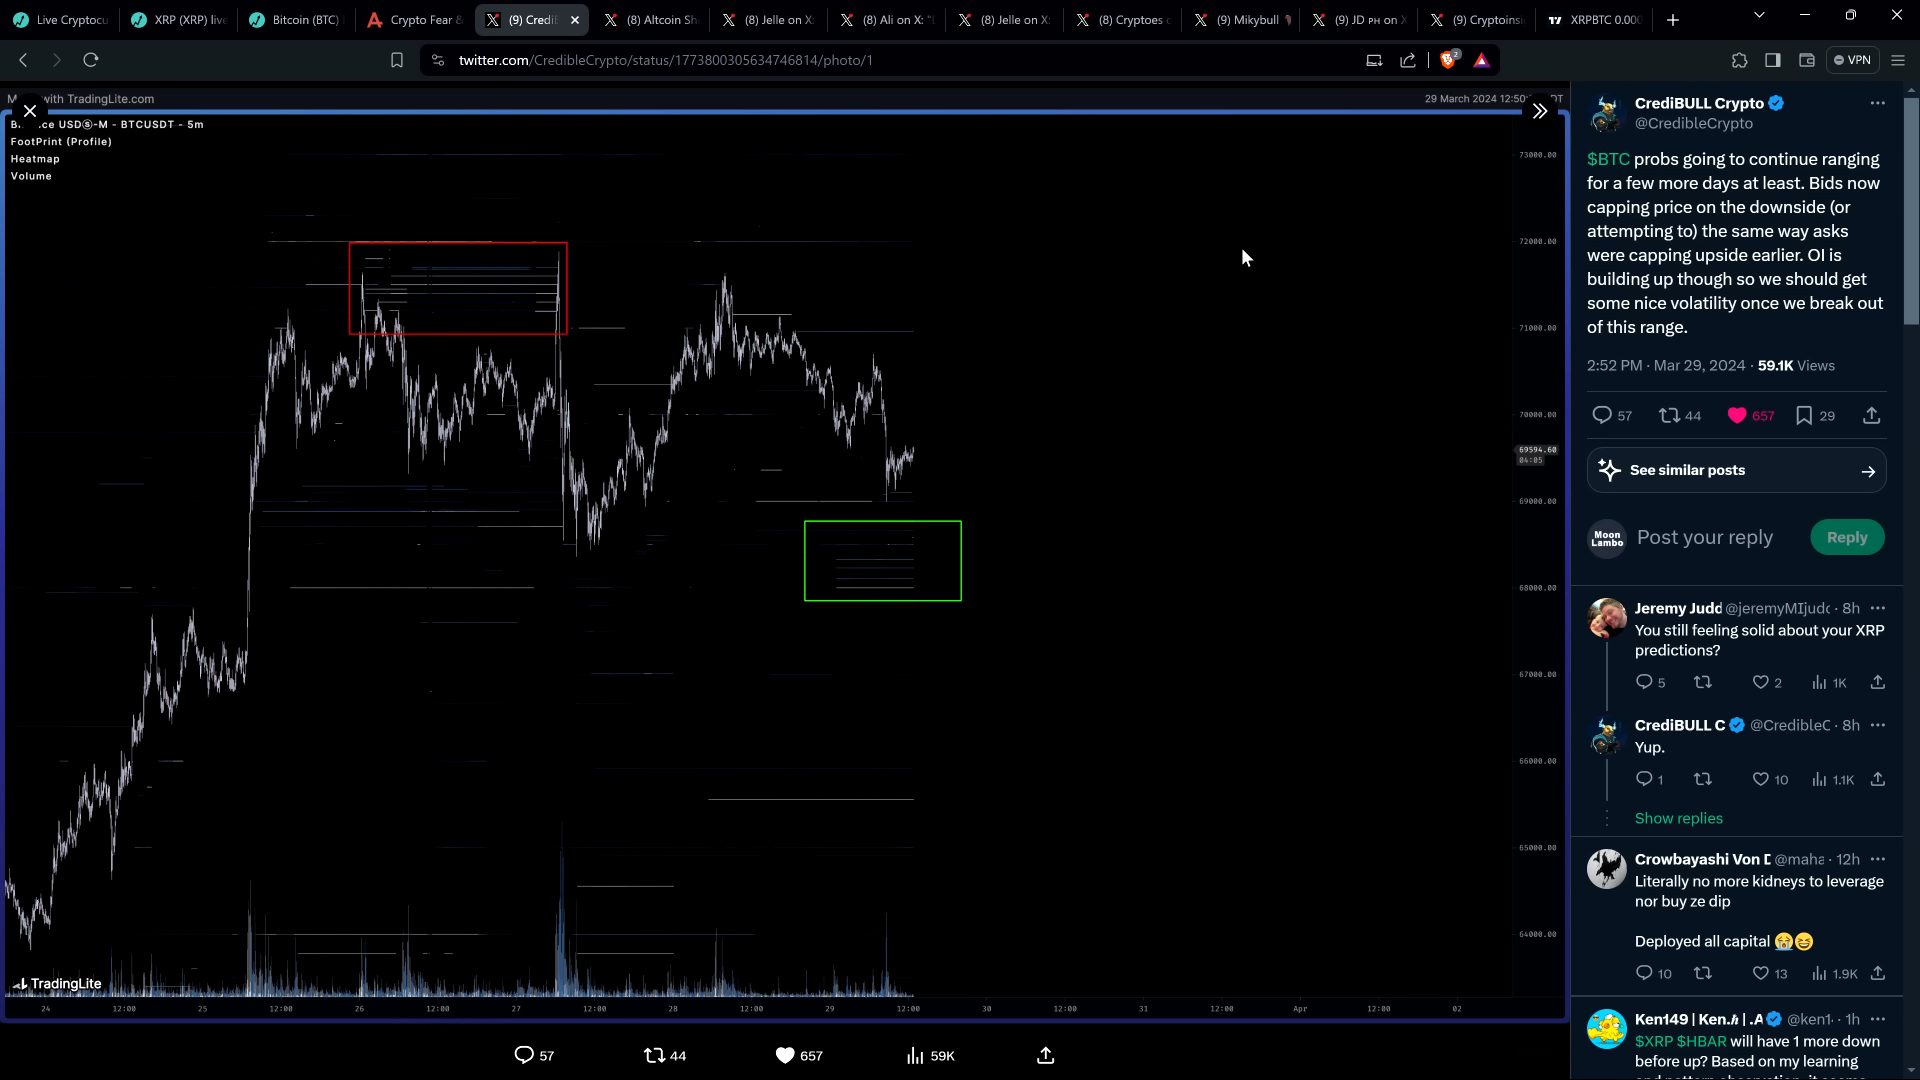 Live Cryptocu
XRP (XRP) live
Bitcoin (BTC)
Crypto Fear &
(9) Credi
(8) Altcoin Sh
(8) Jelle on X:
(8) Ali on X: "
(8) Jelle on X:
(8) Cryptoes
(9) Mikybull
(9) JD PH on X
(9) Cryptoinsi
XRPBTC 0.000
twitter.com/CredibleCrypto/status/1773800305634746814/photo/1
2
VPN
with TradingLite.com
29 March 2024 12:50
USDⓈ-M - BTCUSDT - 5m
FootPrint (Profile)
Heatmap
Volume
73000.00
72000.00
71000.00
70000.00
69594.60
04:05
69000.00
68000.00
67000.00
66000.00
65000.00
64000.00
TradingLite
24 12:00 25 12:00 26 12:00 27 12:00 28 12:00 29 12:00 30 12:00 31 12:00 Apr 12:00 02
57 44 657 59K
CrediBULL Crypto
@CredibleCrypto
$BTC probs going to continue ranging
for a few more days at least. Bids now
capping price on the downside (or
attempting to) the same way asks
were capping upside earlier. OI is
building up though so we should get
some nice volatility once we break out
of this range.
2:52 PM · Mar 29, 2024 · 59.1K Views
57 44 657 29
See similar posts
Moon
Lambo
Post your reply
Reply
Jeremy Judd @jeremyMIjudd · 8h
You still feeling solid about your XRP
predictions?
5 2 1K
CrediBULL C @CredibleC · 8h
Yup.
1 10 1.1K
Show replies
Crowbayashi Von D @maha · 12h
Literally no more kidneys to leverage
nor buy ze dip
Deployed all capital 😭😆
10 13 1.9K
Ken149 | Ken.ℏ | .A @ken1 · 1h
$XRP $HBAR will have 1 more down
before up? Based on my learning